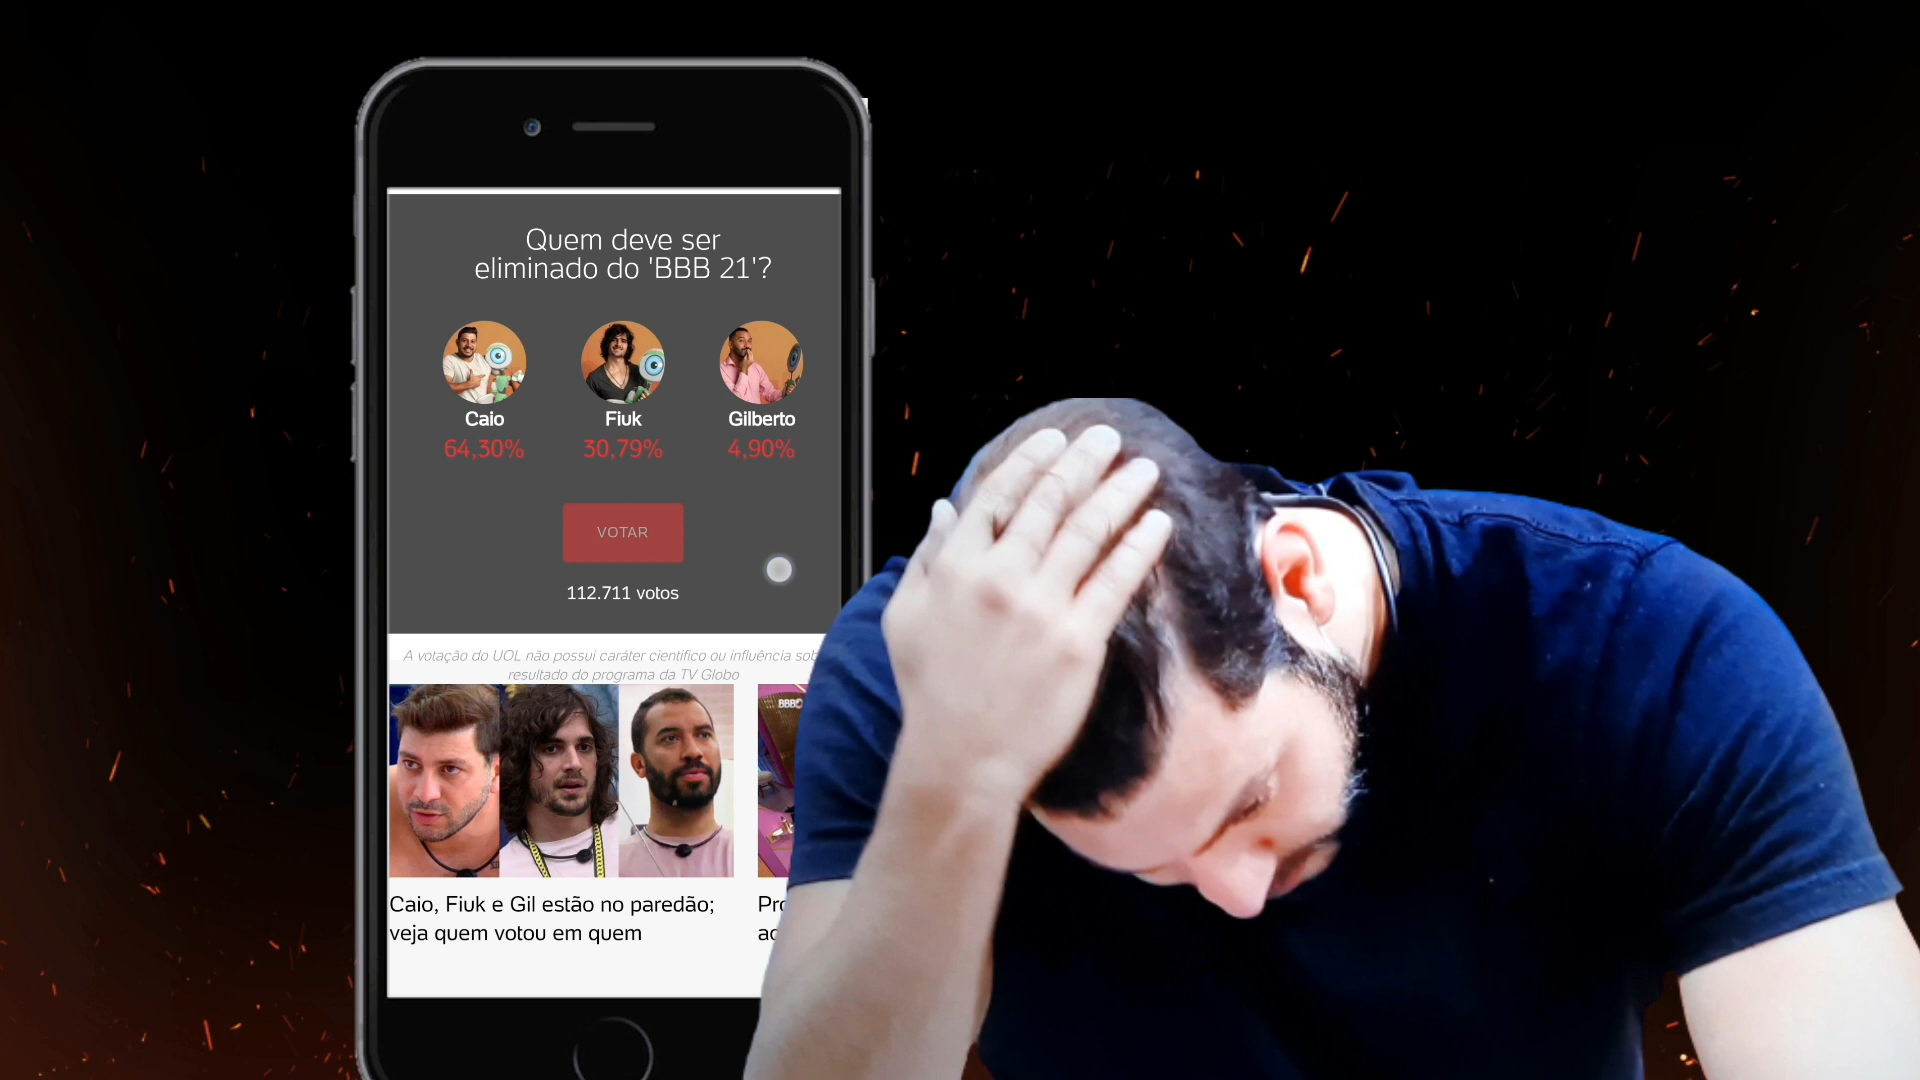 Quem deve ser
eliminado do 'BBB 21'?
Caio
Fiuk
Gilberto
64,30%
30,79%
4,90%
VOTAR
112.711 votos
A votação do UOL não possui caráter científico ou influência
resultado do programa da TV Globo
Caio, Fiuk e Gil estão no paredão;
veja quem votou em quem